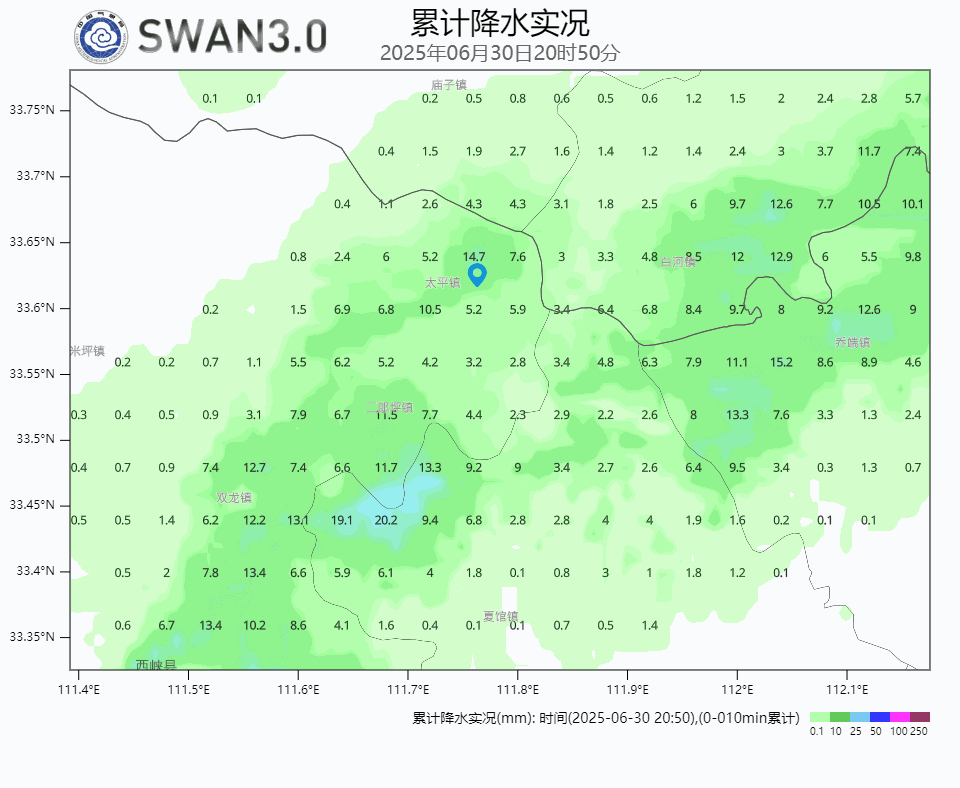 中国气象局
SWAN3.0
累计降水实况
2025年06月30日20时50分
庙子镇
33.75°N 0.1 0.1 0.2 0.5 0.8 0.6 0.5 0.6 1.2 1.5 2 2.4 2.8 5.7
0.4 1.5 1.9 2.7 1.6 1.4 1.2 1.4 2.4 3 3.7 11.7 7.4
33.7°N
0.4 1.1 2.6 4.3 4.3 3.1 1.8 2.5 6 9.7 12.6 7.7 10.5 10.1
33.65°N
0.8 2.4 6 5.2 14.7 7.6 3 3.3 4.8 8.5 12 12.9 6 5.5 9.8
白河镇
太平镇
33.6°N 0.2 1.5 6.9 6.8 10.5 5.2 5.9 3.4 6.4 6.8 8.4 9.7 8 9.2 12.6 9
乔端镇
米坪镇
0.2 0.2 0.7 1.1 5.5 6.2 5.2 4.2 3.2 2.8 3.4 4.8 6.3 7.9 11.1 15.2 8.6 8.9 4.6
33.55°N
二郎坪镇
0.3 0.4 0.5 0.9 3.1 7.9 6.7 11.5 7.7 4.4 2.3 2.9 2.2 2.6 8 13.3 7.6 3.3 1.3 2.4
33.5°N
0.4 0.7 0.9 7.4 12.7 7.4 6.6 11.7 13.3 9.2 9 3.4 2.7 2.6 6.4 9.5 3.4 0.3 1.3 0.7
双龙镇
33.45°N
0.5 0.5 1.4 6.2 12.2 13.1 19.1 20.2 9.4 6.8 2.8 2.8 4 4 1.9 1.6 0.2 0.1 0.1
33.4°N 0.5 2 7.8 13.4 6.6 5.9 6.1 4 1.8 0.1 0.8 3 1 1.8 1.2 0.1
夏馆镇
0.6 6.7 13.4 10.2 8.6 4.1 1.6 0.4 0.1 0.1 0.7 0.5 1.4
33.35°N
西峡县
111.4°E 111.5°E 111.6°E 111.7°E 111.8°E 111.9°E 112°E 112.1°E
累计降水实况(mm): 时间(2025-06-30 20:50),(0-010min累计)
0.1 10 25 50 100 250